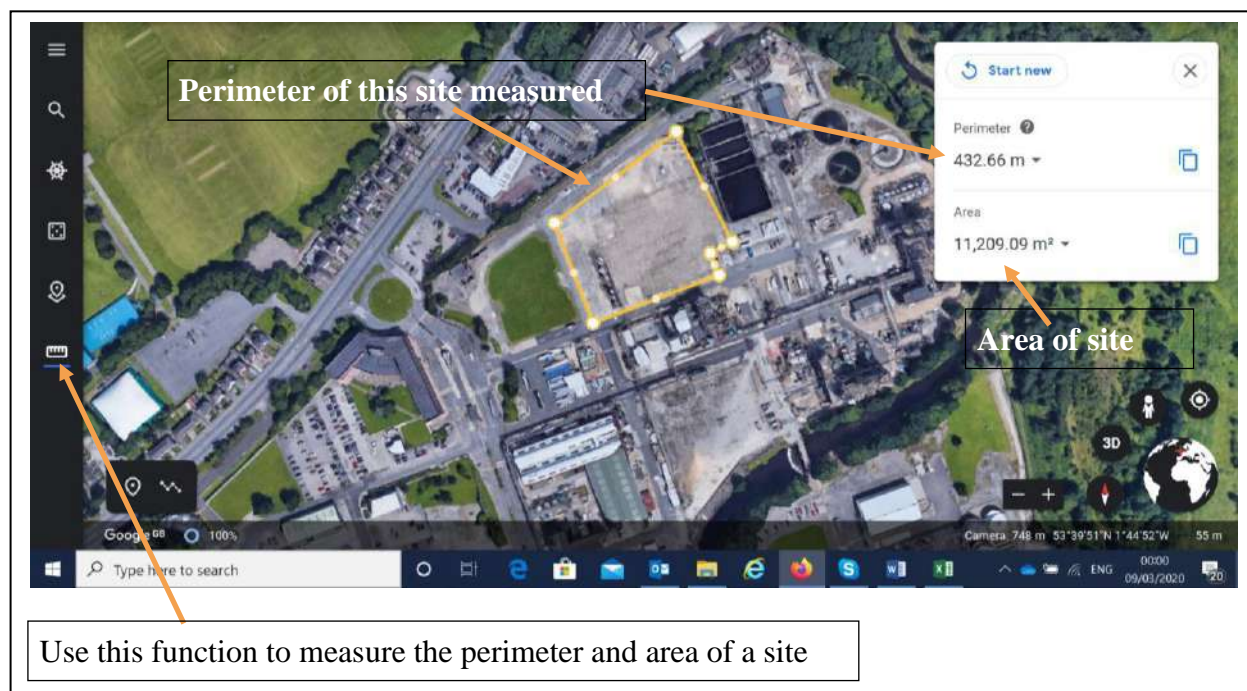 Perimeter of this site measured
Start new
Perimeter
432.66 m
Area
11,209.09 m²
Area of site
3D
Google GB 100%
Camera 748 m 53°39'51"N 1°44'52"W 55 m
Type here to search
ENG
00:00
09/03/2020
20
Use this function to measure the perimeter and area of a site